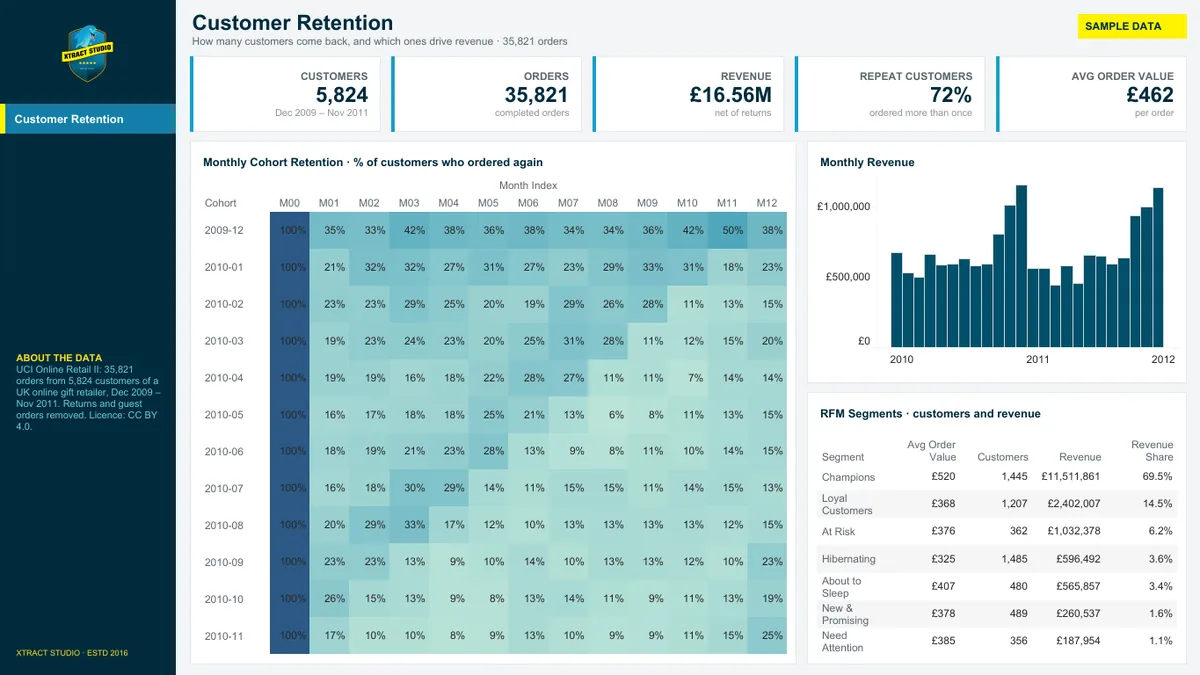 XTRACT STUDIO
Customer Retention
ABOUT THE DATA
UCI Online Retail II: 35,821
orders from 5,824 customers of a
UK online gift retailer, Dec 2009 –
Nov 2011. Returns and guest
orders removed. Licence: CC BY
4.0.
XTRACT STUDIO · ESTD 2016
Customer Retention
How many customers come back, and which ones drive revenue · 35,821 orders
SAMPLE DATA
CUSTOMERS
5,824
Dec 2009 – Nov 2011
ORDERS
35,821
completed orders
REVENUE
£16.56M
net of returns
REPEAT CUSTOMERS
72%
ordered more than once
AVG ORDER VALUE
£462
per order
Monthly Cohort Retention · % of customers who ordered again
Month Index
Cohort M00 M01 M02 M03 M04 M05 M06 M07 M08 M09 M10 M11 M12
2009-12 100% 35% 33% 42% 38% 36% 38% 34% 34% 36% 42% 50% 38%
2010-01 100% 21% 32% 32% 27% 31% 27% 23% 29% 33% 31% 18% 23%
2010-02 100% 23% 23% 29% 25% 20% 19% 29% 26% 28% 11% 13% 15%
2010-03 100% 19% 23% 24% 23% 20% 25% 31% 28% 11% 12% 15% 20%
2010-04 100% 19% 19% 16% 18% 22% 28% 27% 11% 11% 7% 14% 14%
2010-05 100% 16% 17% 18% 18% 25% 21% 13% 6% 8% 11% 13% 15%
2010-06 100% 18% 19% 21% 23% 28% 13% 9% 8% 11% 10% 14% 15%
2010-07 100% 16% 18% 30% 29% 14% 11% 15% 15% 11% 14% 15% 13%
2010-08 100% 20% 29% 33% 17% 12% 10% 13% 13% 13% 13% 12% 15%
2010-09 100% 23% 23% 13% 9% 10% 14% 10% 13% 13% 12% 10% 23%
2010-10 100% 26% 15% 13% 9% 8% 13% 14% 11% 9% 11% 13% 19%
2010-11 100% 17% 10% 10% 8% 9% 13% 10% 9% 9% 11% 15% 25%
Monthly Revenue
£1,000,000
£500,000
£0
2010 2011 2012
RFM Segments · customers and revenue
Segment Avg Order Value Customers Revenue Revenue Share
Champions £520 1,445 £11,511,861 69.5%
Loyal Customers £368 1,207 £2,402,007 14.5%
At Risk £376 362 £1,032,378 6.2%
Hibernating £325 1,485 £596,492 3.6%
About to Sleep £407 480 £565,857 3.4%
New & Promising £378 489 £260,537 1.6%
Need Attention £385 356 £187,954 1.1%